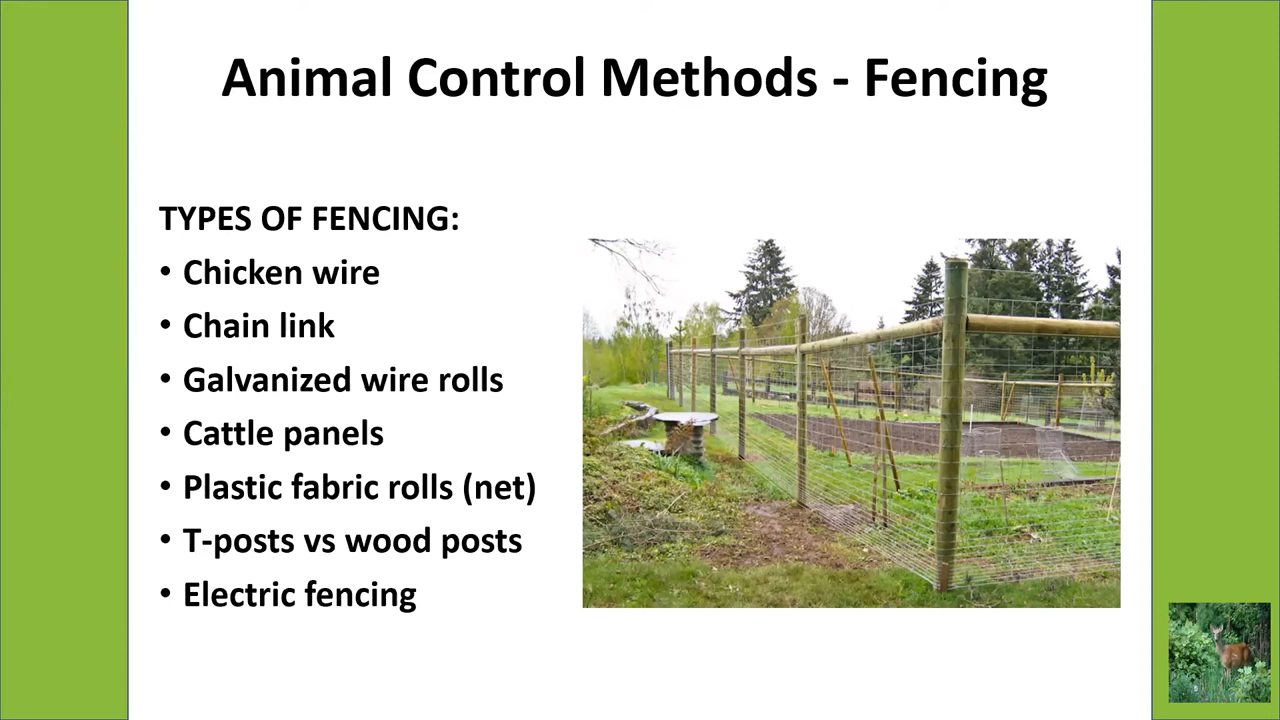 Animal Control Methods - Fencing
TYPES OF FENCING:
• Chicken wire
• Chain link
• Galvanized wire rolls
• Cattle panels
• Plastic fabric rolls (net)
• T-posts vs wood posts
• Electric fencing